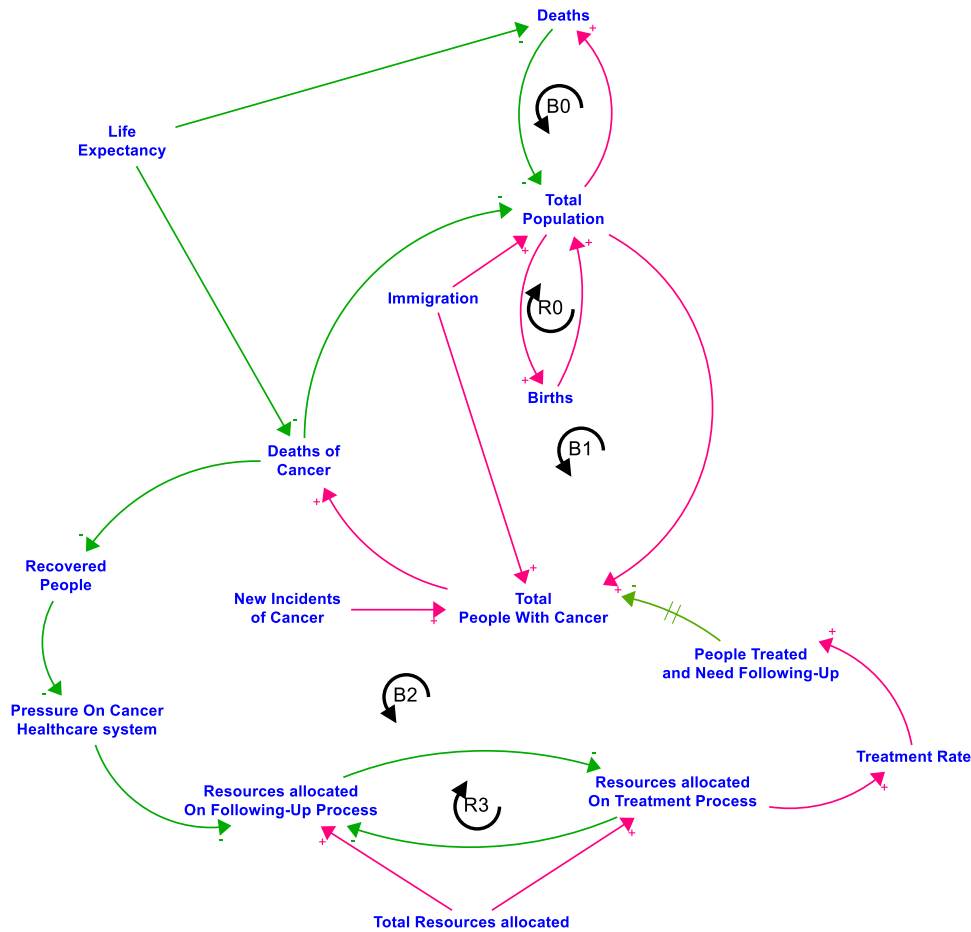 Deaths
+
-
B0
Life
Expectancy
-
-
Total
Population
+
+
Immigration
R0
+
Births
-
B1
Deaths of
Cancer
+
-
Recovered
People
+
-
New Incidents
of Cancer
+
+
Total
People With Cancer
+
People Treated
and Need Following-Up
-
B2
Pressure On Cancer
Healthcare system
-
Treatment Rate
+
Resources allocated
On Following-Up Process
Resources allocated
On Treatment Process
R3
-
+
-
+
Total Resources allocated